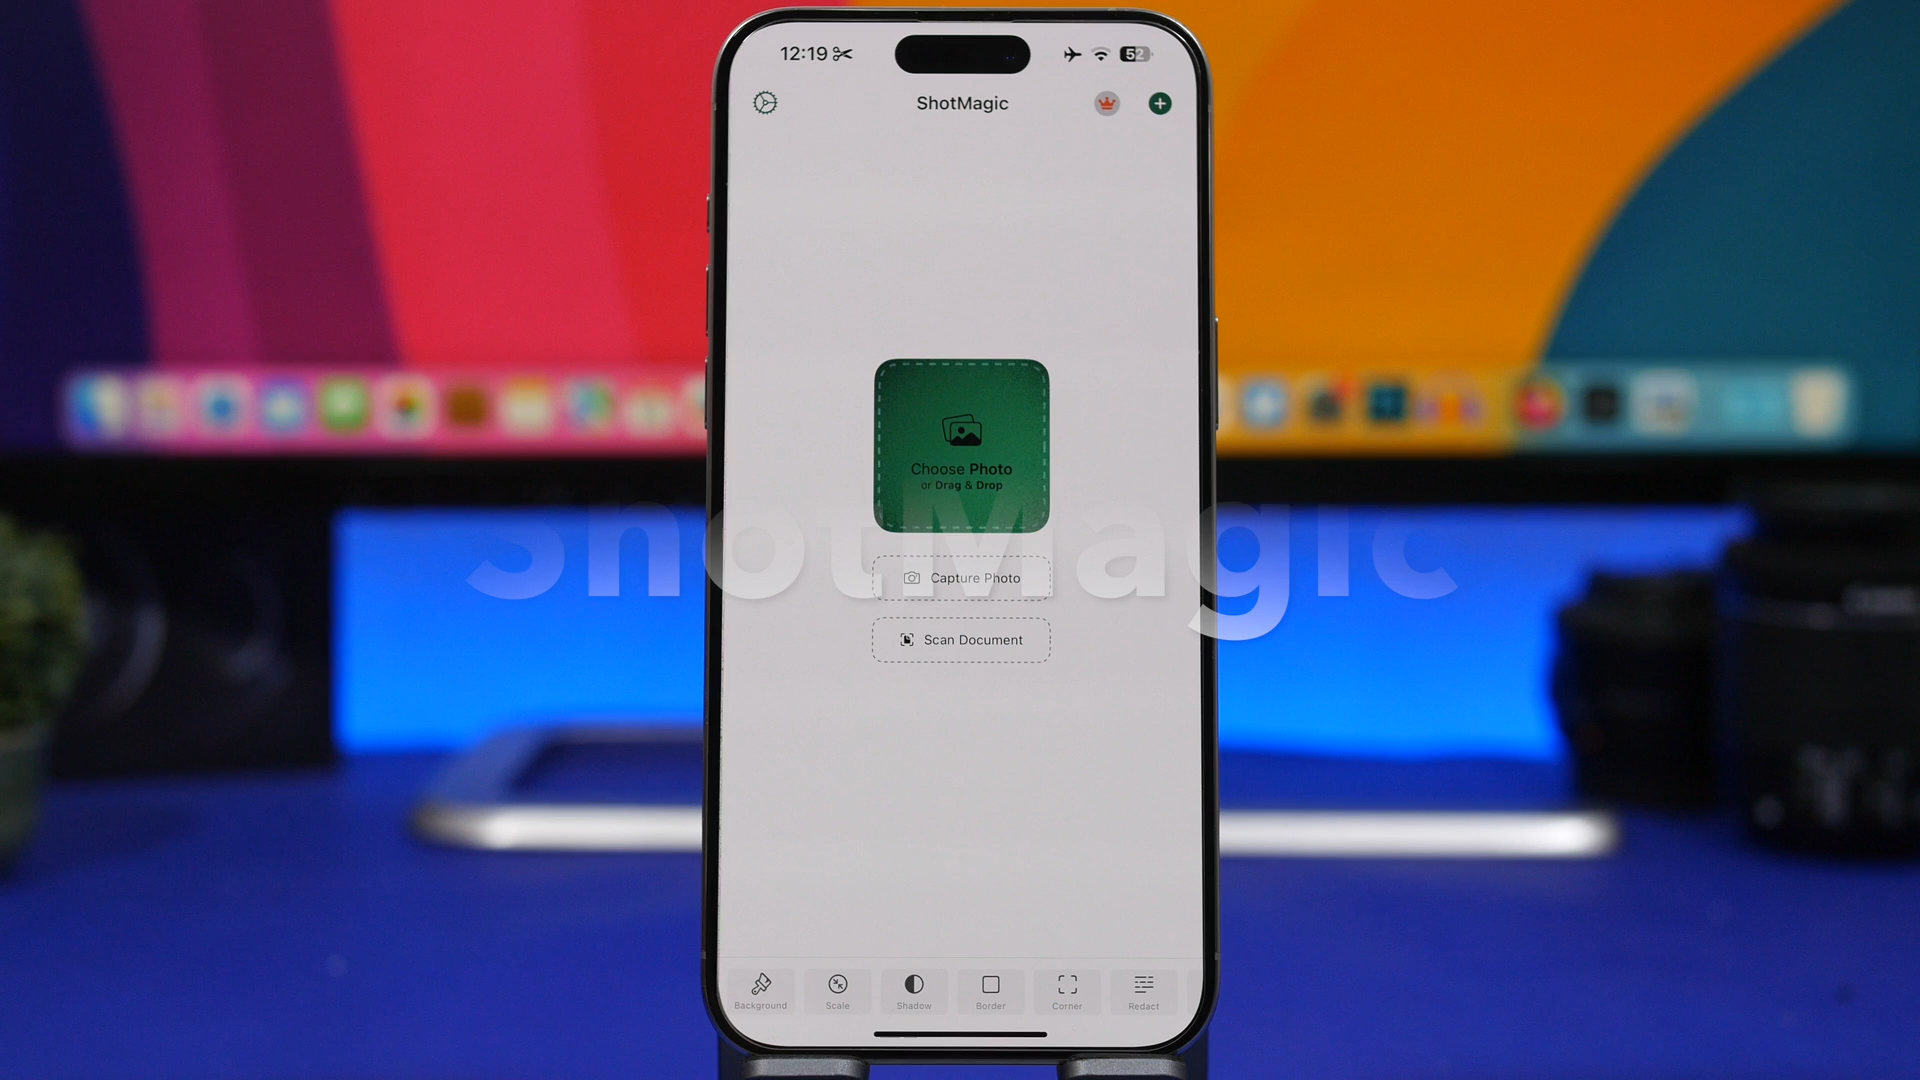 12:19
52
ShotMagic
Choose Photo
or Drag & Drop
ShotMagic
Capture Photo
Scan Document
Background
Scale
Shadow
Border
Corner
Redact